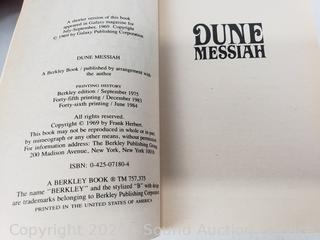 A shorter version of this book
appeared in Galaxy magazine for
July-September, 1969. Copyright
© 1969 by Galaxy Publishing Corporation.
DUNE MESSIAH
A Berkley Book / published by arrangement with
the author
PRINTING HISTORY
Berkley edition / September 1975
Forty-fifth printing / December 1983
Forty-sixth printing / June 1984
All rights reserved.
Copyright © 1969 by Frank Herbert.
This book may not be reproduced in whole or in part,
by mimeograph or any other means, without permission.
For information address: The Berkley Publishing Group,
200 Madison Avenue, New York, New York 10016
ISBN: 0-425-07180-4
A BERKLEY BOOK ® TM 757,375
The name "BERKLEY" and the stylized "B" with design
are trademarks belonging to Berkley Publishing Corporation
PRINTED IN THE UNITED STATES OF AMERICA
DUNE
MESSIAH